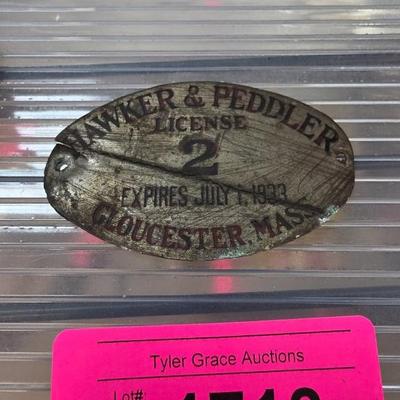 HAWKER & PEDDLER
LICENSE
2
EXPIRES JULY 1, 1933
GLOUCESTER, MASS.
Tyler Grace Auctions
Lot#: